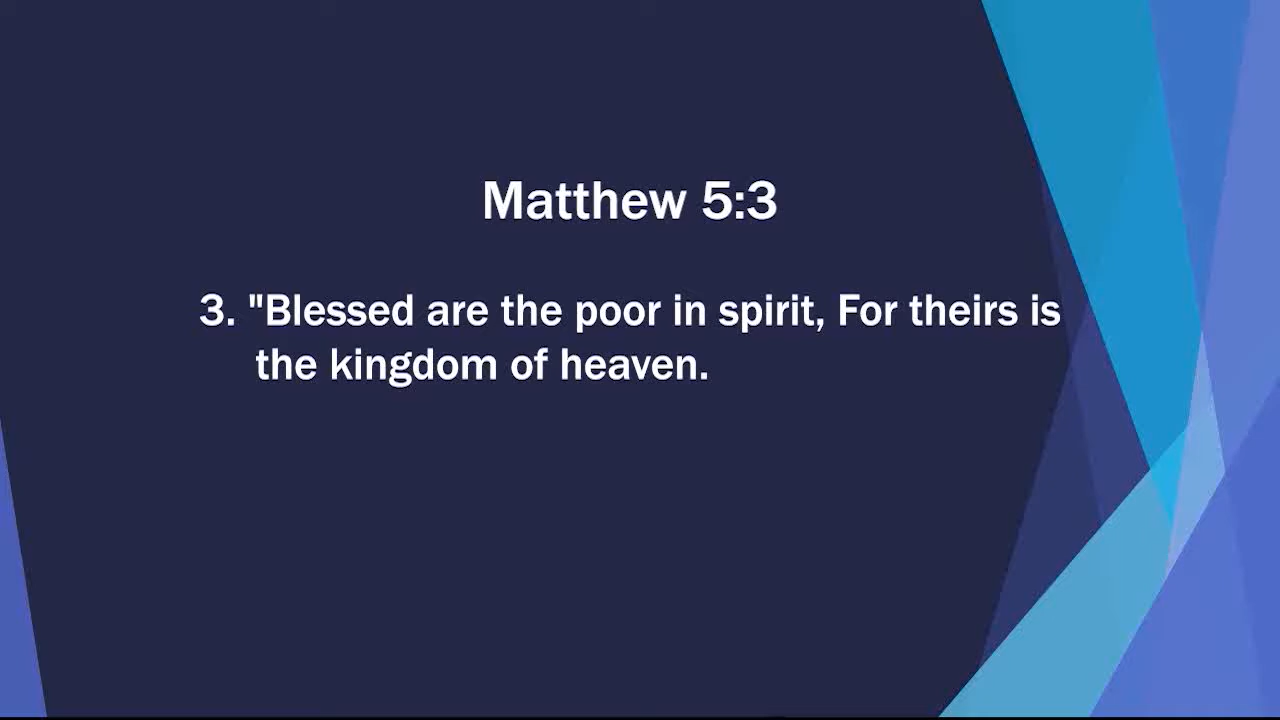 Matthew 5:3
3. "Blessed are the poor in spirit, For theirs is
the kingdom of heaven.